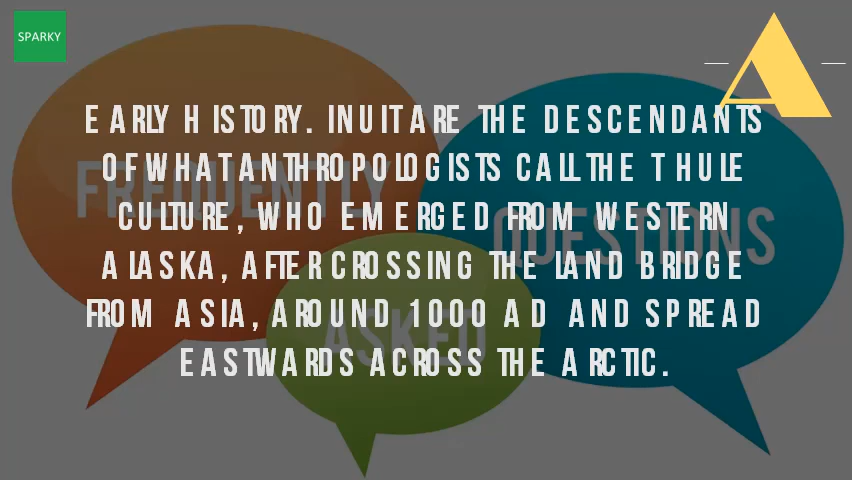 SPARKY
A
EARLY HISTORY. INUIT ARE THE DESCENDANTS
OF WHAT ANTHROPOLOGISTS CALL THE THULE
FREQUENTLY
CULTURE, WHO EMERGED FROM WESTERN
QUESTIONS
ALASKA, AFTER CROSSING THE LAND BRIDGE
FROM ASIA, AROUND 1000 AD AND SPREAD
ASKED
EASTWARDS ACROSS THE ARCTIC.